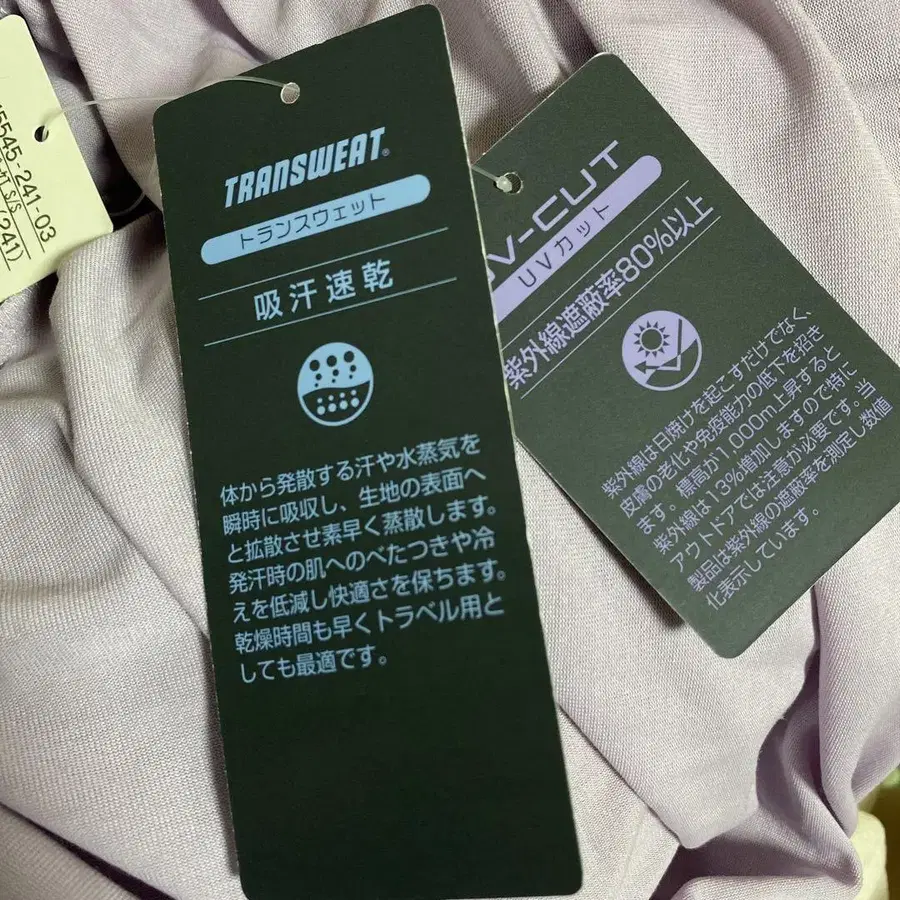 5545-241-03
S/S
(241)
TRANSWEAT®
トランスウェット
吸汗速乾
体から発散する汗や水蒸気を
瞬時に吸収し、生地の表面へ
と拡散させ素早く蒸散します。
発汗時の肌へのべたつきや冷
えを低減し快適さを保ちます。
乾燥時間も早くトラベル用と
しても最適です。
UV-CUT
UVカット
紫外線遮蔽率80%以上
紫外線は日焼けを起こすだけでなく、
皮膚の老化や免疫能力の低下を招き
ます。標高が1,000m上昇すると
紫外線は13%増加しますので特に
アウトドアでは注意が必要です。当
製品は紫外線の遮蔽率を測定し数値
化表示しています。